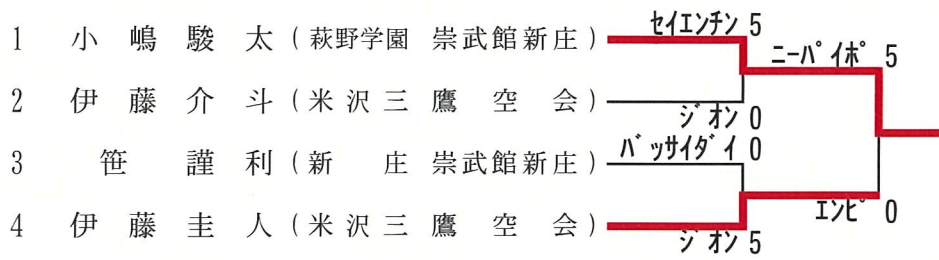 1 小嶋駿太(萩野学園 崇武館新庄)
セイエンチン 5
ニーパイポ 5
2 伊藤介斗(米沢三 鷹空会)
ジオン 0
3 笹謹利(新庄 崇武館新庄)
バッサイダイ 0
エンピ 0
4 伊藤圭人(米沢三 鷹空会)
ジオン 5